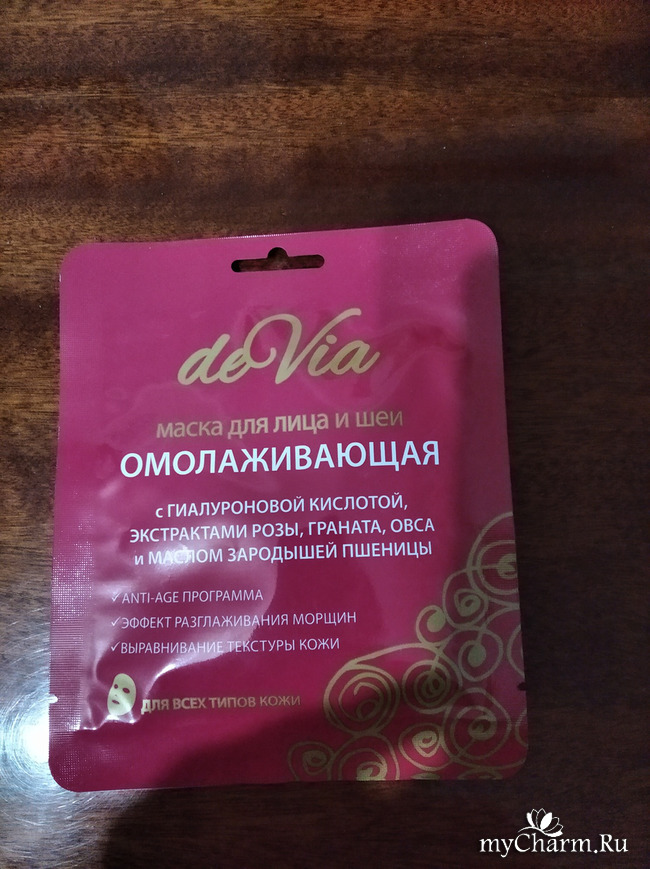 deVia
маска для лица и шеи
ОМОЛАЖИВАЮЩАЯ
с ГИАЛУРОНОВОЙ КИСЛОТОЙ,
ЭКСТРАКТАМИ РОЗЫ, ГРАНАТА, ОВСА
и МАСЛОМ ЗАРОДЫШЕЙ ПШЕНИЦЫ
✓ANTI-AGE ПРОГРАММА
✓ЭФФЕКТ РАЗГЛАЖИВАНИЯ МОРЩИН
✓ВЫРАВНИВАНИЕ ТЕКСТУРЫ КОЖИ
ДЛЯ ВСЕХ ТИПОВ КОЖИ
myCharm.Ru